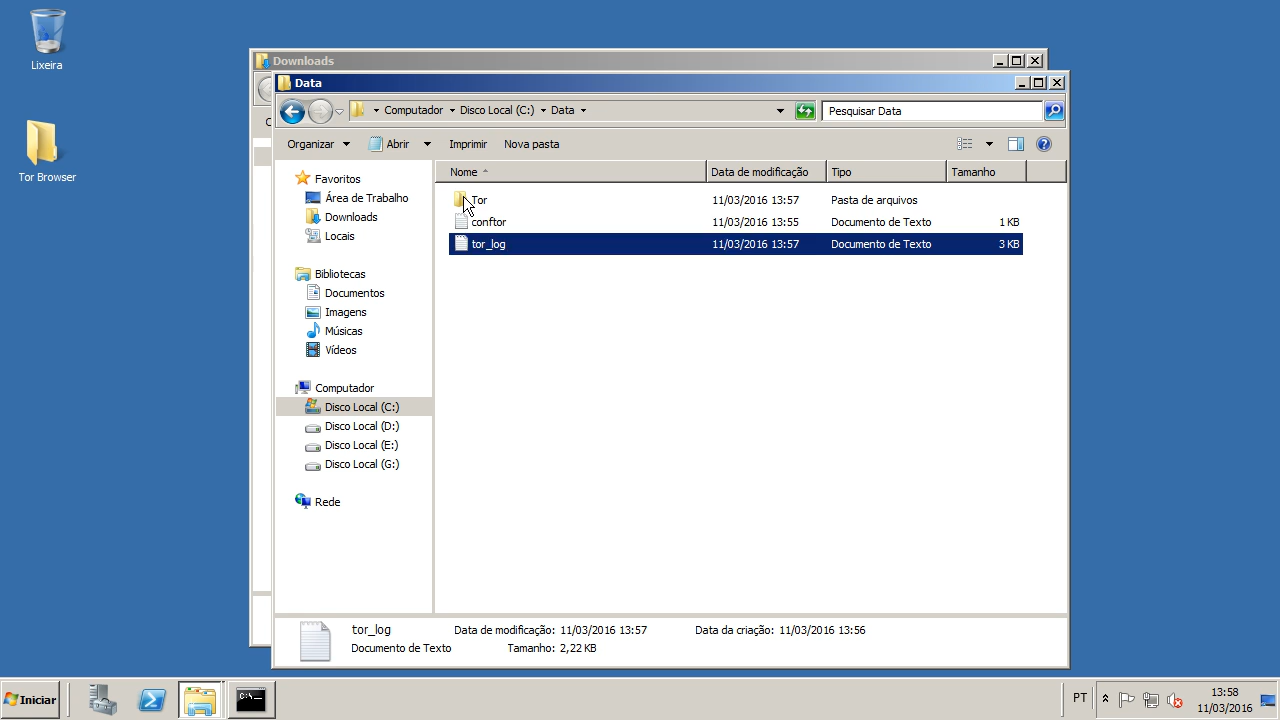 Lixeira
Tor Browser
Downloads
Data
Computador Disco Local (C:) Data
Pesquisar Data
Organizar Abrir Imprimir Nova pasta
Nome Data de modificação Tipo Tamanho
Tor 11/03/2016 13:57 Pasta de arquivos
conftor 11/03/2016 13:55 Documento de Texto 1 KB
tor_log 11/03/2016 13:57 Documento de Texto 3 KB
Favoritos
Área de Trabalho
Downloads
Locais
Bibliotecas
Documentos
Imagens
Músicas
Vídeos
Computador
Disco Local (C:)
Disco Local (D:)
Disco Local (E:)
Disco Local (G:)
Rede
tor_log Data de modificação: 11/03/2016 13:57 Data da criação: 11/03/2016 13:56
Documento de Texto Tamanho: 2,22 KB
Iniciar
PT
13:58
11/03/2016